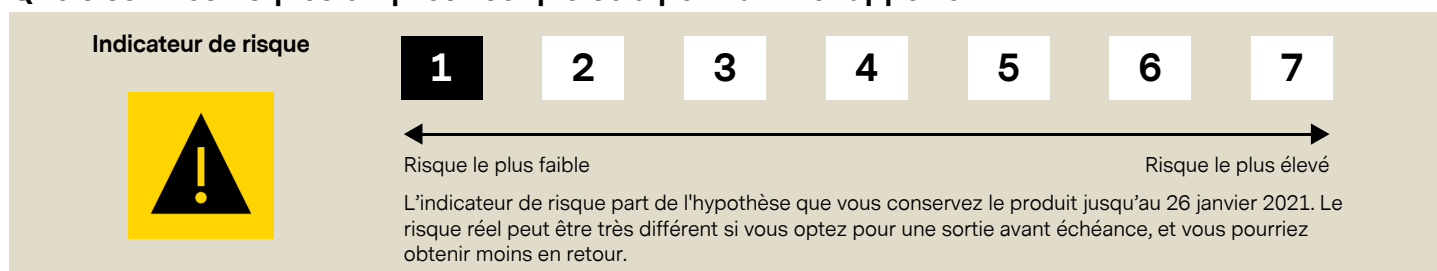 Indicateur de risque
1 2 3 4 5 6 7
Risque le plus faible Risque le plus élevé
L’indicateur de risque part de l'hypothèse que vous conservez le produit jusqu’au 26 janvier 2021. Le
risque réel peut être très différent si vous optez pour une sortie avant échéance, et vous pourriez
obtenir moins en retour.